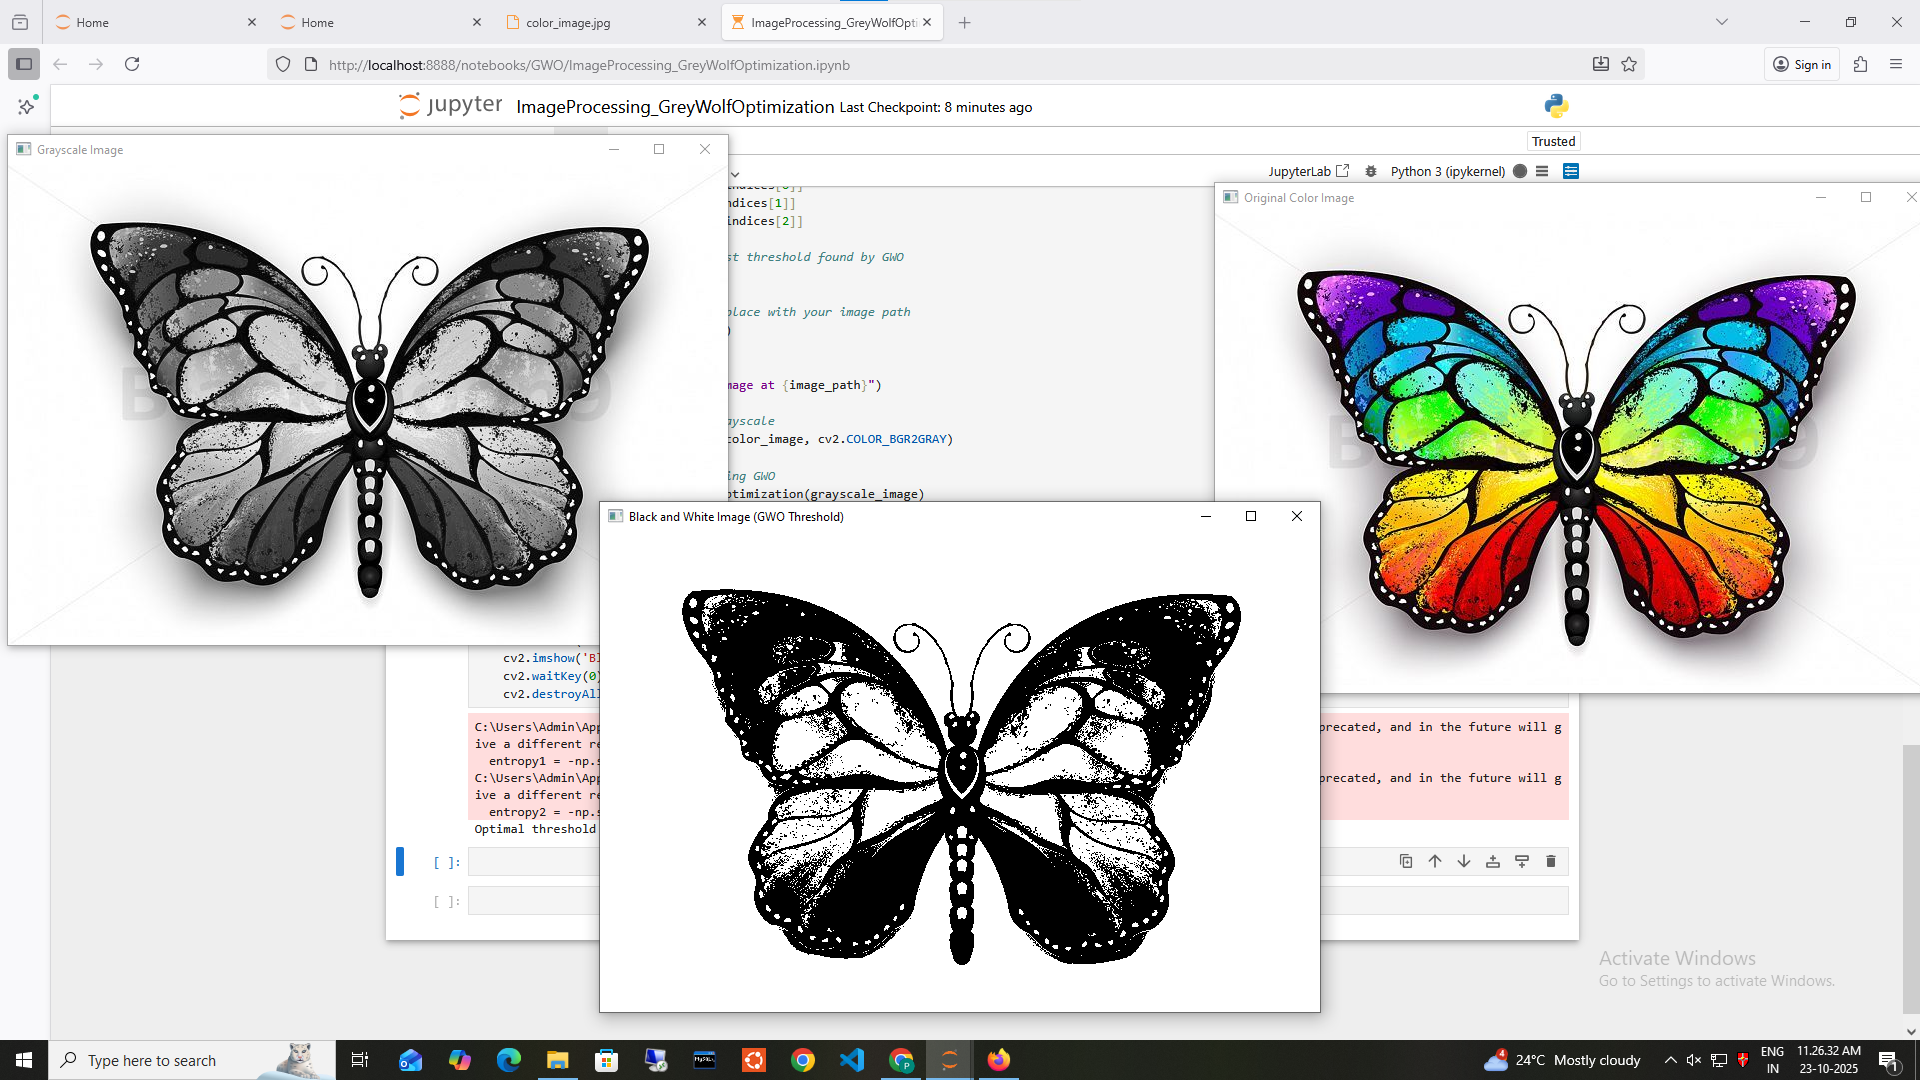 Home
Home
color_image.jpg
ImageProcessing_GreyWolfOpti
http://localhost:8888/notebooks/GWO/ImageProcessing_GreyWolfOptimization.ipynb
Sign in
jupyter ImageProcessing_GreyWolfOptimization Last Checkpoint: 8 minutes ago
Trusted
JupyterLab
Python 3 (ipykernel)
Grayscale Image
Original Color Image
ndices[1]]
indices[2]]
st threshold found by GWO
place with your image path
)
mage at {image_path}")
ayscale
color_image, cv2.COLOR_BGR2GRAY)
ing GWO
ptimization(grayscale_image)
Black and White Image (GWO Threshold)
cv2.imshow('Bl
cv2.waitKey(0)
cv2.destroyAll
C:\Users\Admin\App
precated, and in the future will g
ive a different re
entropy1 = -np.s
C:\Users\Admin\App
precated, and in the future will g
ive a different re
entropy2 = -np.s
Optimal threshold
[ ]:
[ ]:
Activate Windows
Go to Settings to activate Windows.
Type here to search
MySQL
4
24°C Mostly cloudy
ENG
IN
11.26.32 AM
23-10-2025
1